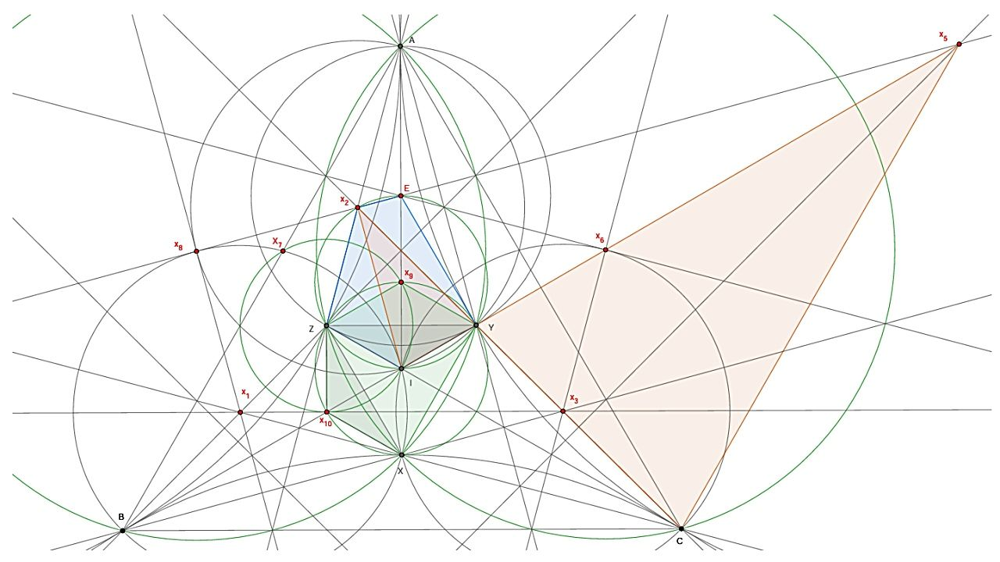 x₅
A
E
x₂
x₆
x₈
X₇
x₉
Z
Y
I
x₁
x₃
x₁₀
X
B
C